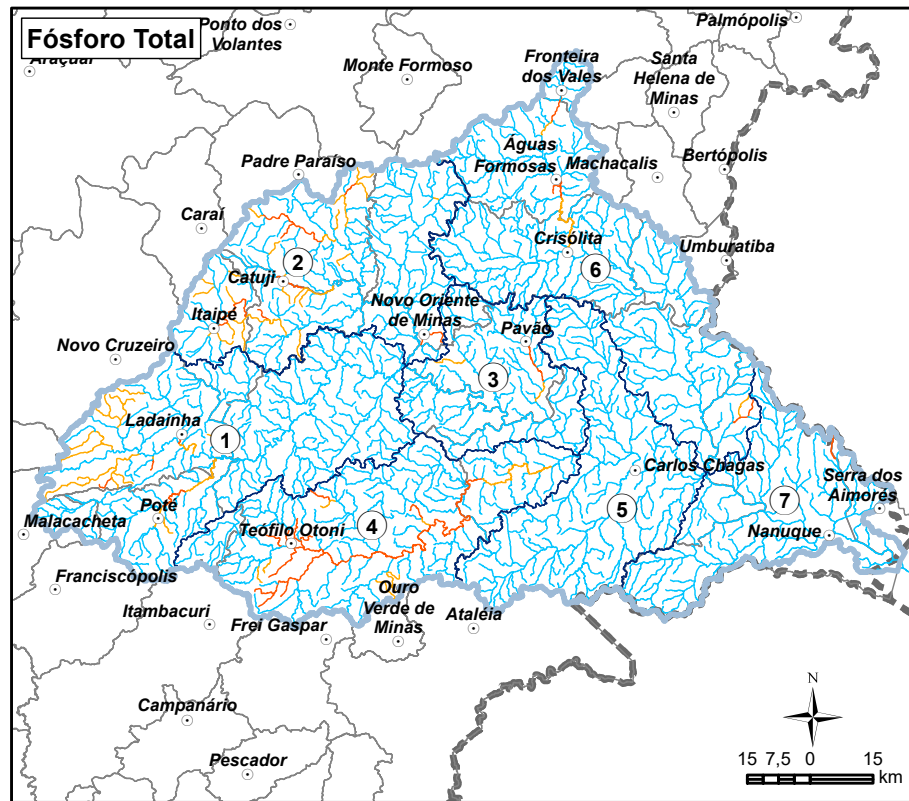 Fósforo Total
Ponto dos
Volantes
Palmópolis
Araçuaí
Monte Formoso
Fronteira
dos Vales
Santa
Helena de
Minas
Águas
Formosas
Machacalis
Bertópolis
Padre Paraíso
Caraí
Crisólita
Umburatiba
2
6
Catuji
Itaipé
Novo Oriente
de Minas
Pavão
Novo Cruzeiro
3
Ladainha
1
Carlos Chagas
Serra dos
Aimorés
Poté
Malacacheta
Teófilo Otoni
4
5
7
Nanuque
Franciscópolis
Itambacuri
Frei Gaspar
Ouro
Verde de
Minas
Ataléia
Campanário
Pescador
N
15 7,5 0 15
km